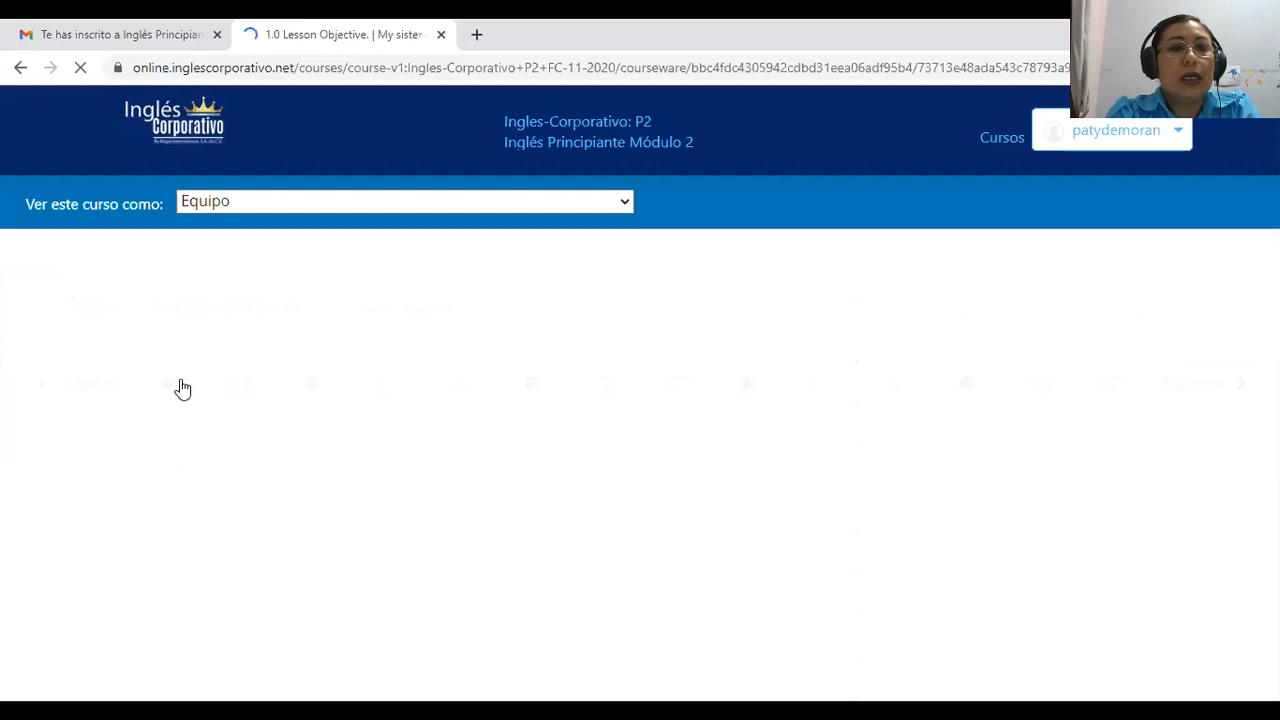 Te has inscrito a Inglés Principian
1.0 Lesson Objective. | My sister
online.inglescorporativo.net/courses/course-v1:Ingles-Corporativo+P2+FC-11-2020/courseware/bbc4fdc4305942cdbd31eea06adf95b4/73713e48ada543c78793a9
Inglés
Corporativo
Ingles-Corporativo: P2
Inglés Principiante Módulo 2
Cursos
patydemoran
Ver este curso como:
Equipo